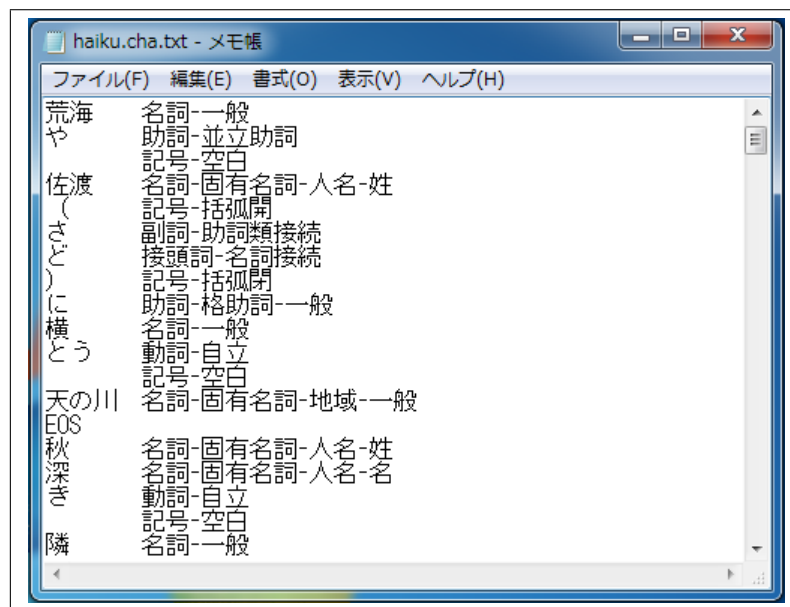 haiku.cha.txt - メモ帳
ファイル(F) 編集(E) 書式(O) 表示(V) ヘルプ(H)
荒海 名詞-一般
や 助詞-並立助詞
記号-空白
佐渡 名詞-固有名詞-人名-姓
( 記号-括弧開
さ 副詞-助詞類接続
ど 接頭詞-名詞接続
) 記号-括弧閉
に 助詞-格助詞-一般
横 名詞-一般
とう 動詞-自立
記号-空白
天の川 名詞-固有名詞-地域-一般
EOS
秋 名詞-固有名詞-人名-姓
深 名詞-固有名詞-人名-名
き 動詞-自立
記号-空白
隣 名詞-一般